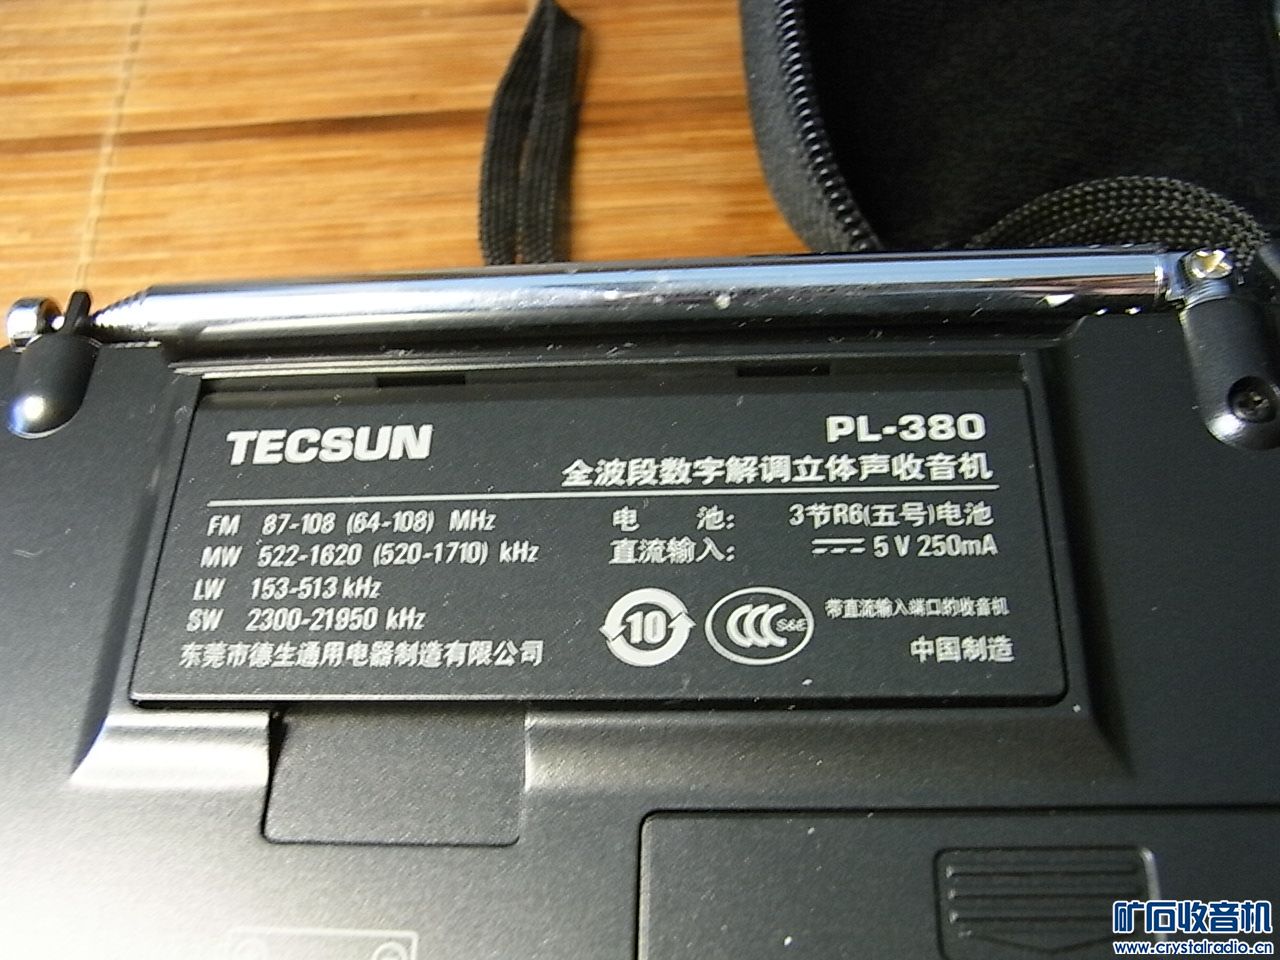 TECSUN
PL-380
全波段数字解调立体声收音机
FM 87-108 (64-108) MHz
MW 522-1620 (520-1710) kHz
LW 153-513 kHz
SW 2300-21950 kHz
东莞市德生通用电器制造有限公司
电 池: 3节R6(五号)电池
直流输入: 5 V 250mA
10
CCC S&E
带直流输入端口的收音机
中国制造
矿石收音机
www.crystalradio.cn